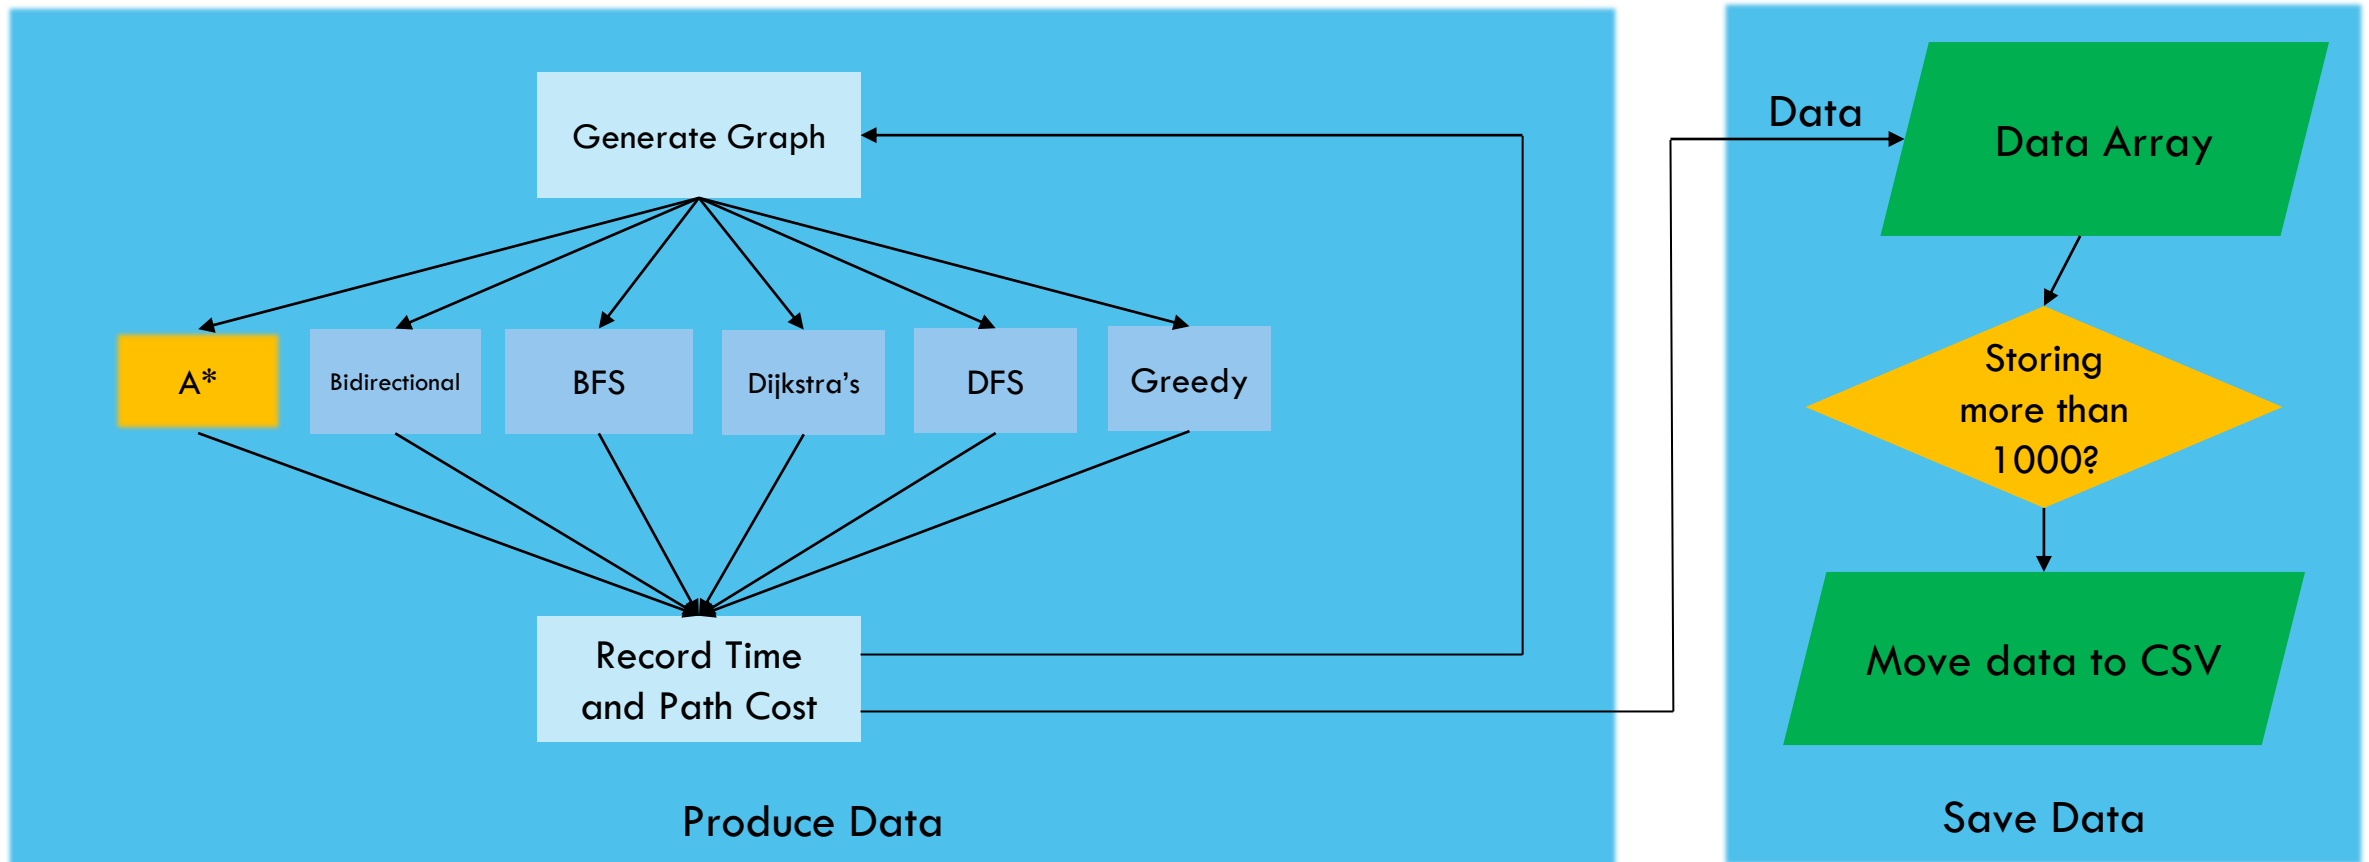 Generate Graph
A*
Bidirectional
BFS
Dijkstra’s
DFS
Greedy
Record Time
and Path Cost
Produce Data
Data
Data Array
Storing
more than
1000?
Move data to CSV
Save Data